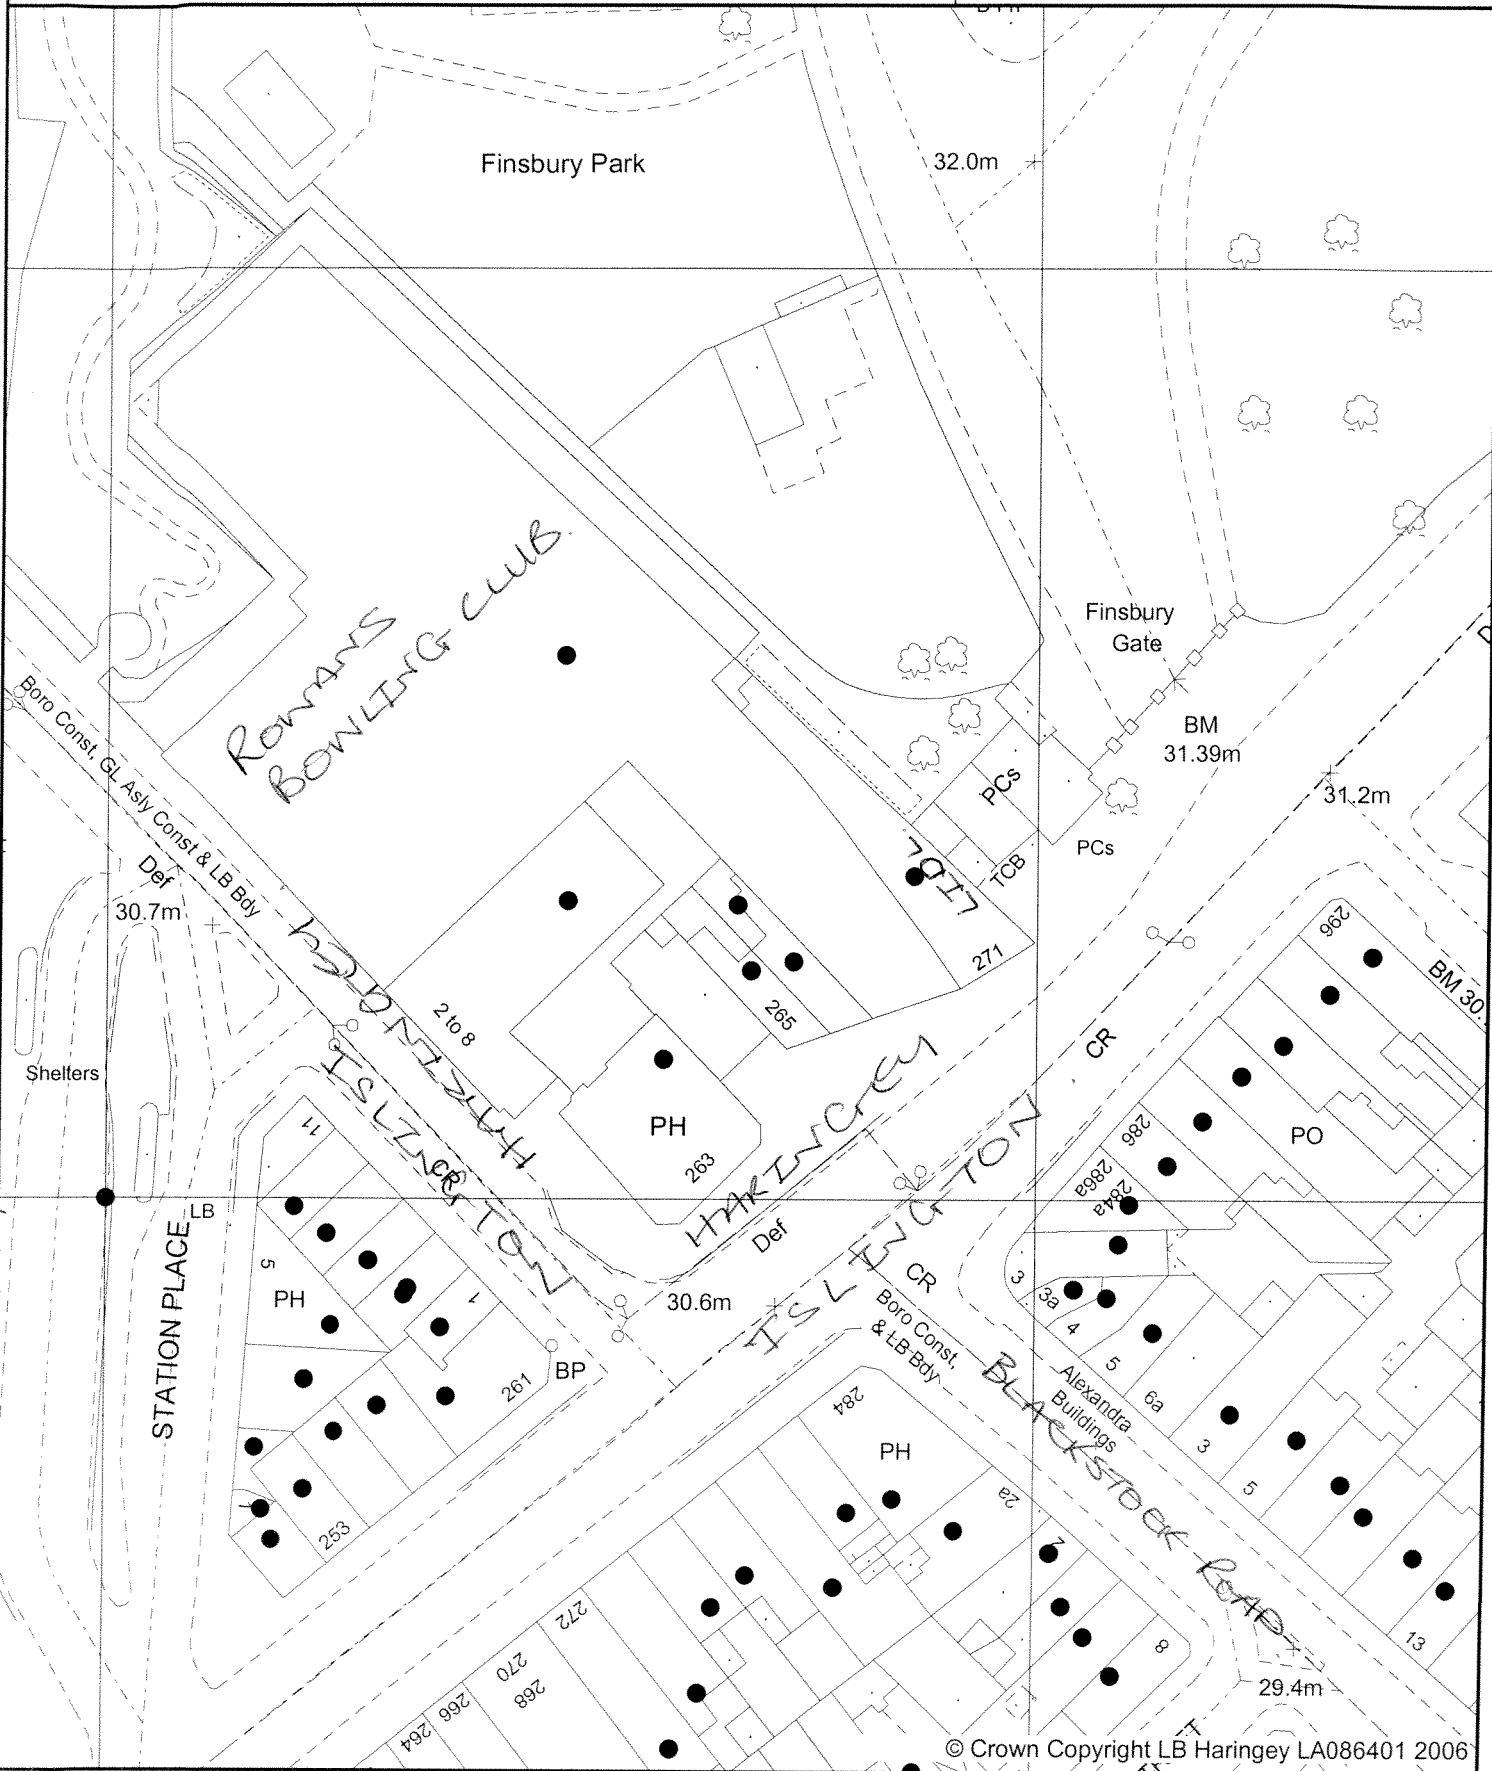 Finsbury Park
32.0m
ROWANS
BOWLING CLUB
Finsbury
Gate
BM
31.39m
31.2m
PCs
PCs
TCB
LIDL
271
Boro Const, GL Asly Const & LB Bdy
Def
30.7m
HARINGEY
2 to 8
ISLINGTON
CR
265
Shelters
PH
263
HARINGEY
Def
ISLINGTON
CR
CR
296
BM 30.
PO
286
286a
284a
11
LB
5
PH
1
STATION PLACE
30.6m
3
3a
4
5
6a
Boro Const,
& LB Bdy
BLACKSTOCK ROAD
Alexandra
Buildings
3
5
13
261
BP
253
284
PH
2a
7
8
272
270
268
266
264
29.4m
© Crown Copyright LB Haringey LA086401 2006